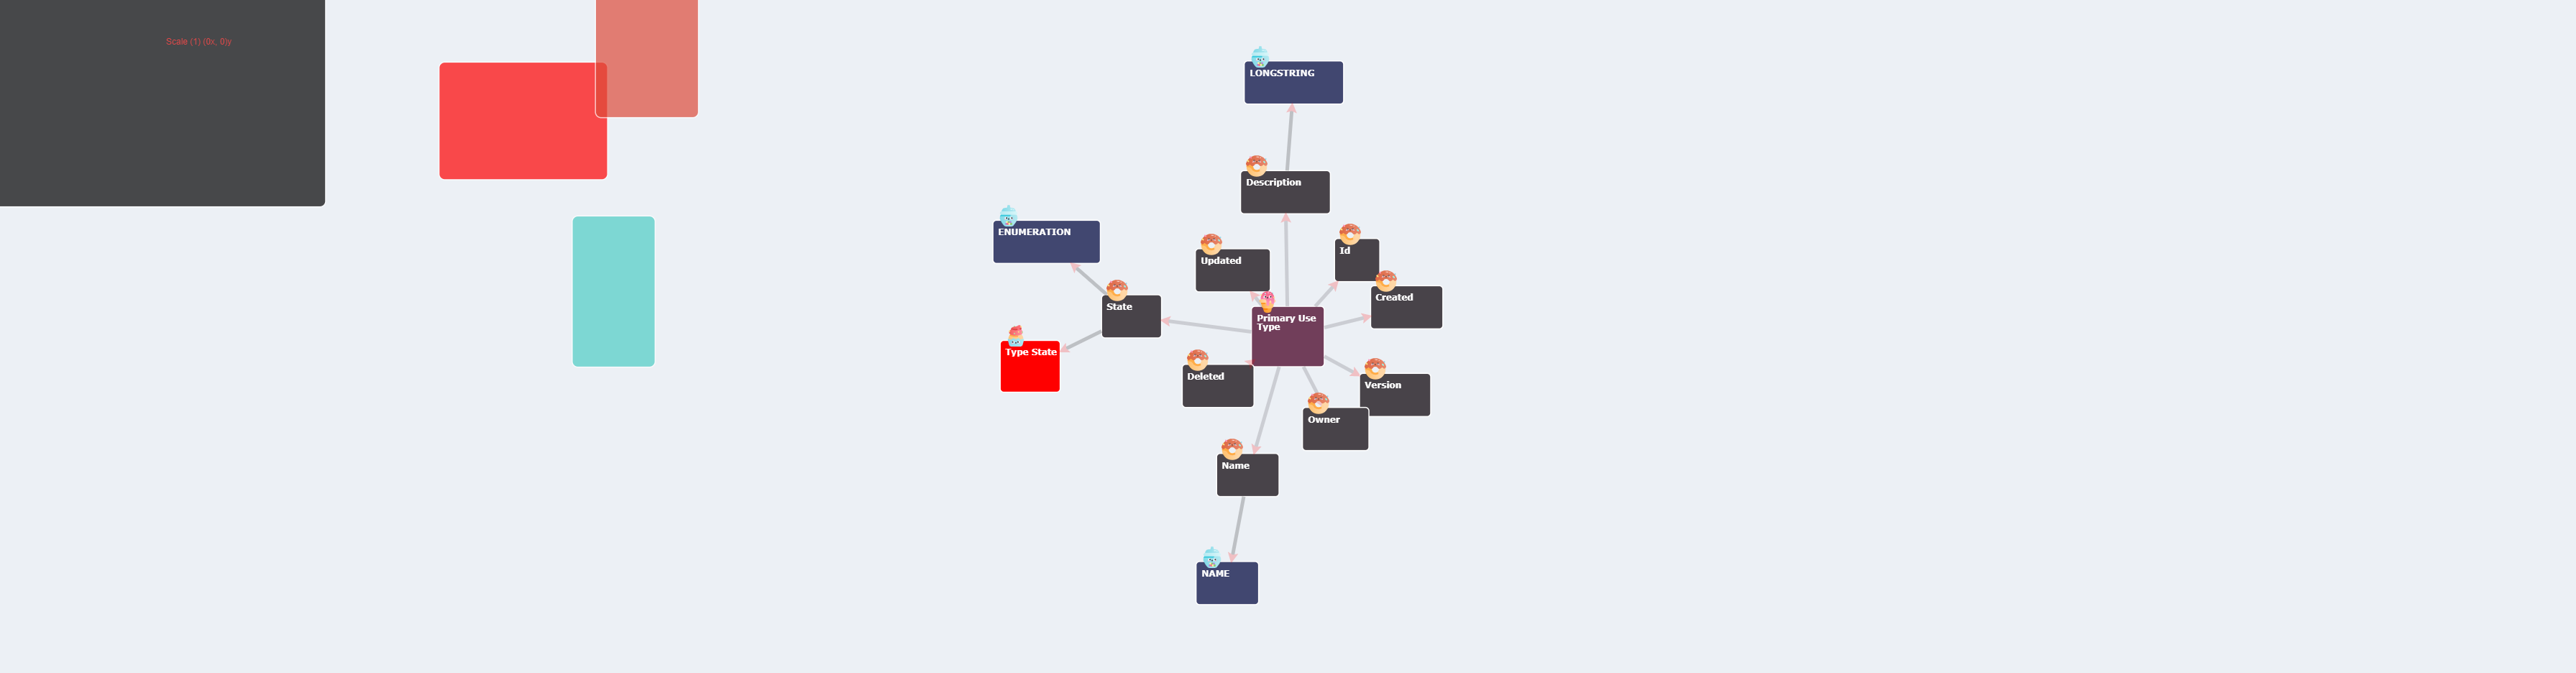 Scale (1) (0x, 0)y
LONGSTRING
Description
ENUMERATION
Updated
Id
Created
State
Primary Use
Type
Type State
Deleted
Version
Owner
Name
NAME